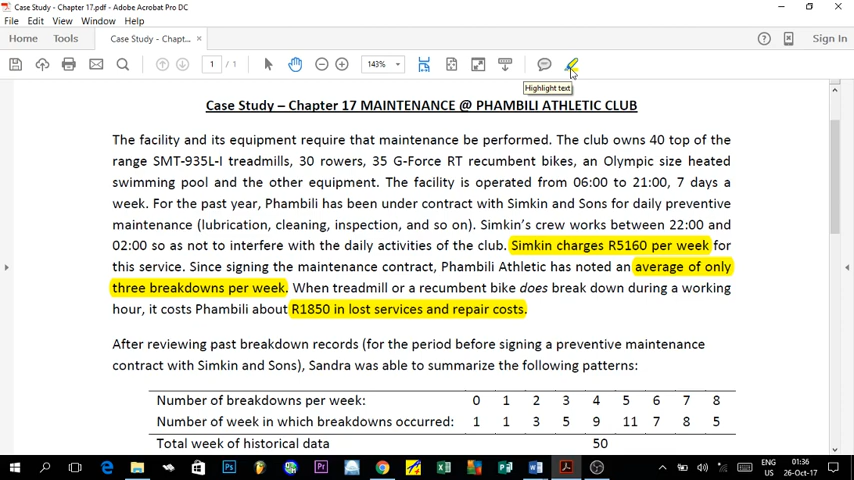 Case Study - Chapter 17.pdf - Adobe Acrobat Pro DC
File Edit View Window Help
Home Tools Case Study - Chapt... × Sign In
1 / 1 143%
Highlight text
Case Study – Chapter 17 MAINTENANCE @ PHAMBILI ATHLETIC CLUB
The facility and its equipment require that maintenance be performed. The club owns 40 top of the
range SMT-935L-I treadmills, 30 rowers, 35 G-Force RT recumbent bikes, an Olympic size heated
swimming pool and the other equipment. The facility is operated from 06:00 to 21:00, 7 days a
week. For the past year, Phambili has been under contract with Simkin and Sons for daily preventive
maintenance (lubrication, cleaning, inspection, and so on). Simkin's crew works between 22:00 and
02:00 so as not to interfere with the daily activities of the club. Simkin charges R5160 per week for
this service. Since signing the maintenance contract, Phambili Athletic has noted an average of only
three breakdowns per week. When treadmill or a recumbent bike does break down during a working
hour, it costs Phambili about R1850 in lost services and repair costs.
After reviewing past breakdown records (for the period before signing a preventive maintenance
contract with Simkin and Sons), Sandra was able to summarize the following patterns:
Number of breakdowns per week: 0 1 2 3 4 5 6 7 8
Number of week in which breakdowns occurred: 1 1 3 5 9 11 7 8 5
Total week of historical data 50
ENG 01:36
US 26-Oct-17